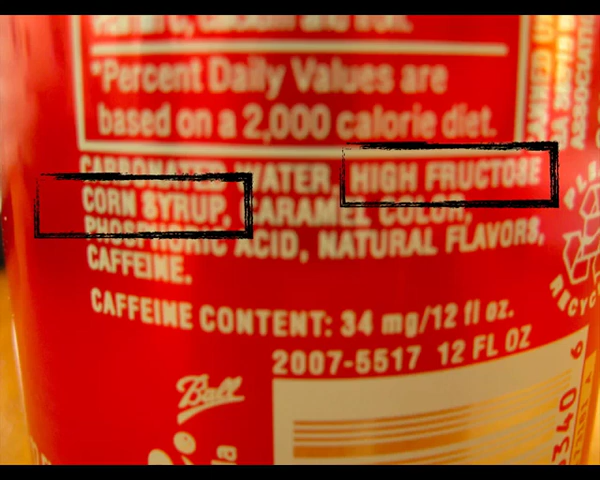 *Percent Daily Values are
based on a 2,000 calorie diet.
CARBONATED WATER, HIGH FRUCTOSE
CORN SYRUP, CARAMEL COLOR,
PHOSPHORIC ACID, NATURAL FLAVORS,
CAFFEINE.
CAFFEINE CONTENT: 34 mg/12 fl oz.
2007-5517 12 FL OZ
Ball